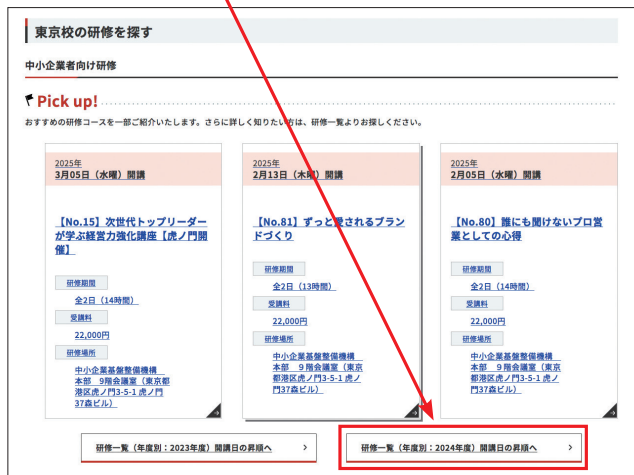 東京校の研修を探す
中小企業者向け研修
Pick up!
おすすめの研修コースを一部ご紹介いたします。さらに詳しく知りたい方は、研修一覧よりお探しください。
2025年
3月05日（水曜）開講
【No.15】次世代トップリーダー
が学ぶ経営力強化講座【虎ノ門開
催】
研修期間
全2日（14時間）
受講料
22,000円
研修場所
中小企業基盤整備機構
本部　9階会議室（東京都
港区虎ノ門3-5-1 虎ノ門
37森ビル）
2025年
2月13日（木曜）開講
【No.81】ずっと愛されるブラン
ドづくり
研修期間
全2日（13時間）
受講料
22,000円
研修場所
中小企業基盤整備機構
本部　９階会議室（東京
都港区虎ノ門3-5-1 虎ノ
門37森ビル）
2025年
2月05日（水曜）開講
【No.80】誰にも聞けないプロ営
業としての心得
研修期間
全2日（14時間）
受講料
22,000円
研修場所
中小企業基盤整備機構
本部　９階会議室（東京
都港区虎ノ門3-5-1 虎ノ
門37森ビル）
研修一覧（年度別：2023年度）開講日の昇順へ
研修一覧（年度別：2024年度）開講日の昇順へ